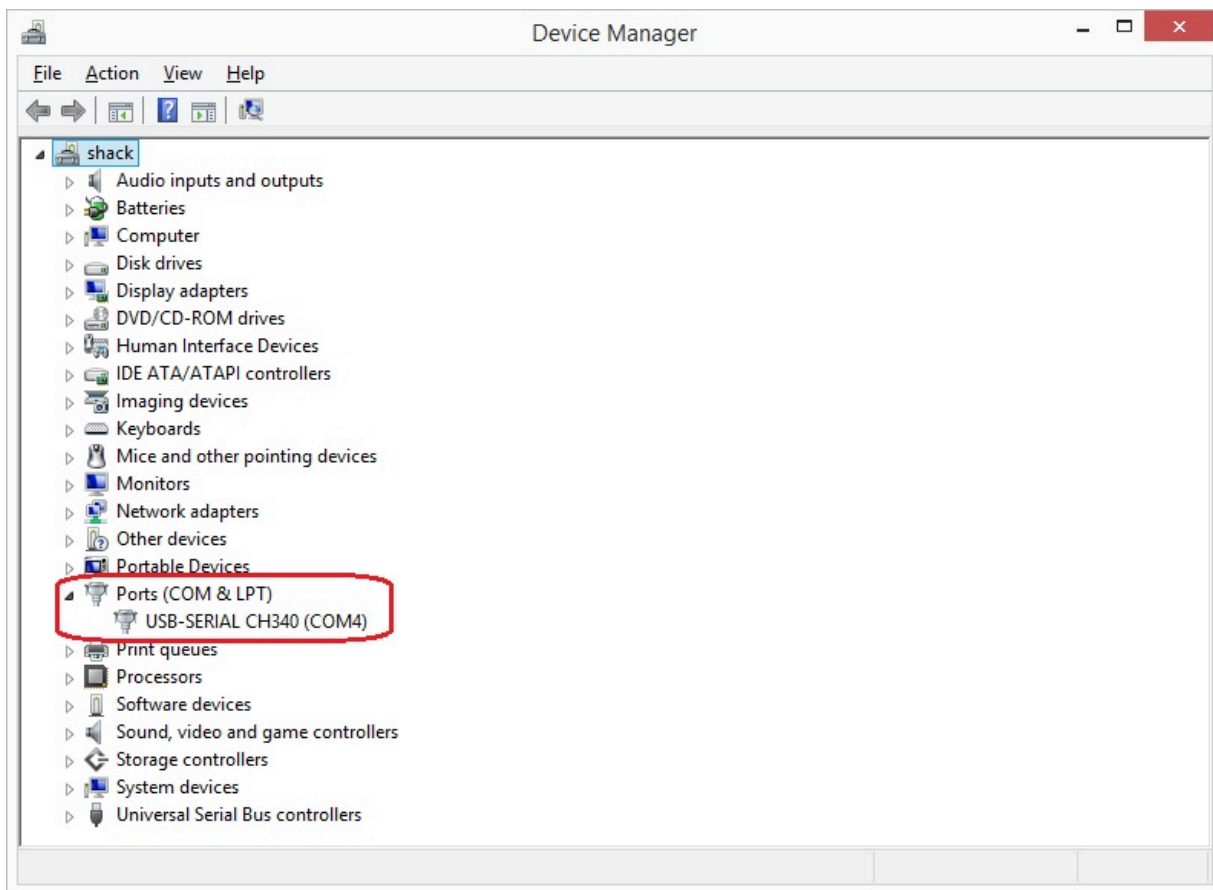 Device Manager
File Action View Help
shack
Audio inputs and outputs
Batteries
Computer
Disk drives
Display adapters
DVD/CD-ROM drives
Human Interface Devices
IDE ATA/ATAPI controllers
Imaging devices
Keyboards
Mice and other pointing devices
Monitors
Network adapters
Other devices
Portable Devices
Ports (COM & LPT)
USB-SERIAL CH340 (COM4)
Print queues
Processors
Software devices
Sound, video and game controllers
Storage controllers
System devices
Universal Serial Bus controllers